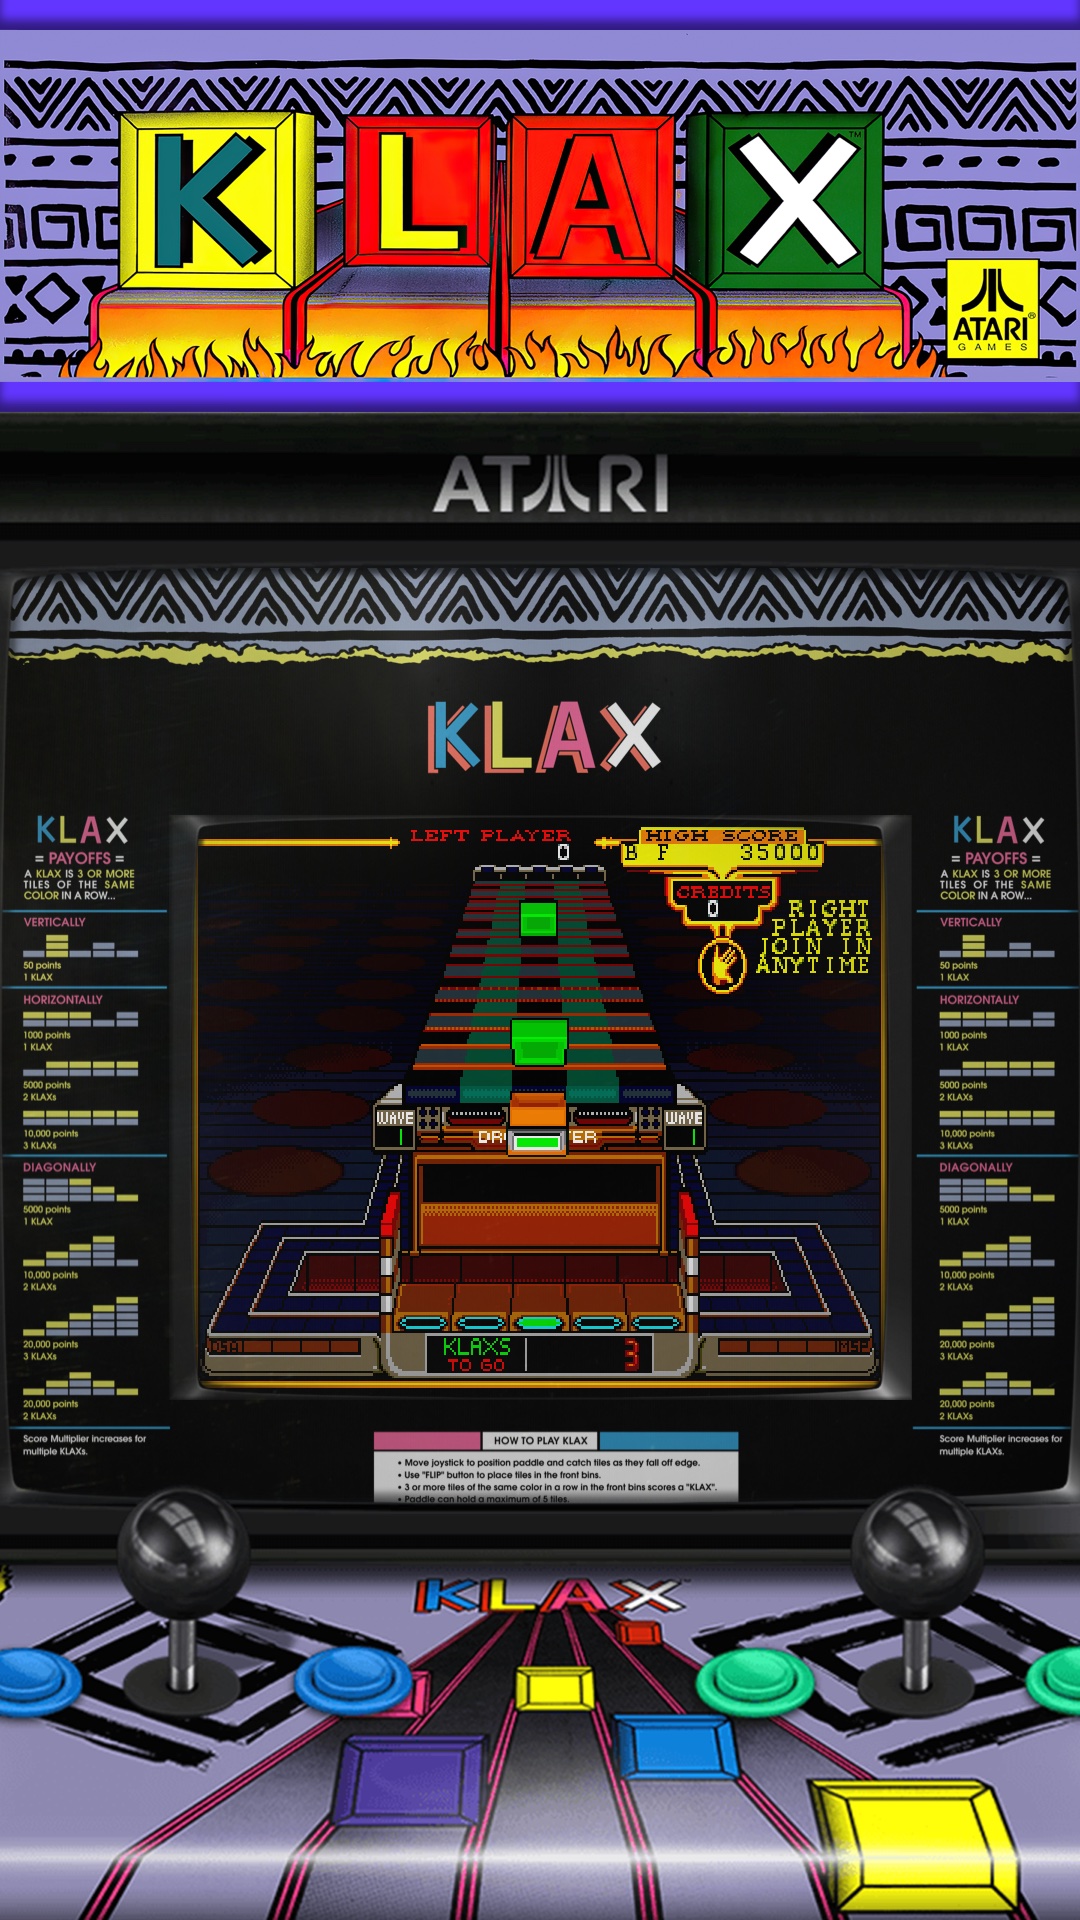 KLAX™
ATARI®
GAMES
ATARI
KLAX
KLAX
= PAYOFFS =
A KLAX IS 3 OR MORE
TILES OF THE SAME
COLOR IN A ROW...
VERTICALLY
50 points
1 KLAX
HORIZONTALLY
1000 points
1 KLAX
5000 points
2 KLAXs
10,000 points
3 KLAXs
DIAGONALLY
5000 points
1 KLAX
10,000 points
2 KLAXs
20,000 points
3 KLAXs
20,000 points
2 KLAXs
Score Multiplier increases for
multiple KLAXs.
LEFT PLAYER
0
HIGH SCORE
B F 35000
CREDITS
0
RIGHT
PLAYER
JOIN IN
ANYTIME
WAVE
1
WAVE
1
KLAXS
TO GO
3
KLAX
= PAYOFFS =
A KLAX IS 3 OR MORE
TILES OF THE SAME
COLOR IN A ROW...
VERTICALLY
50 points
1 KLAX
HORIZONTALLY
1000 points
1 KLAX
5000 points
2 KLAXs
10,000 points
3 KLAXs
DIAGONALLY
5000 points
1 KLAX
10,000 points
2 KLAXs
20,000 points
3 KLAXs
20,000 points
2 KLAXs
Score Multiplier increases for
multiple KLAXs.
HOW TO PLAY KLAX
• Move joystick to position paddle and catch tiles as they fall off edge.
• Use "FLIP" button to place tiles in the front bins.
• 3 or more tiles of the same color in a row in the front bins scores a "KLAX".
• Paddle can hold a maximum of 5 tiles.
KLAX